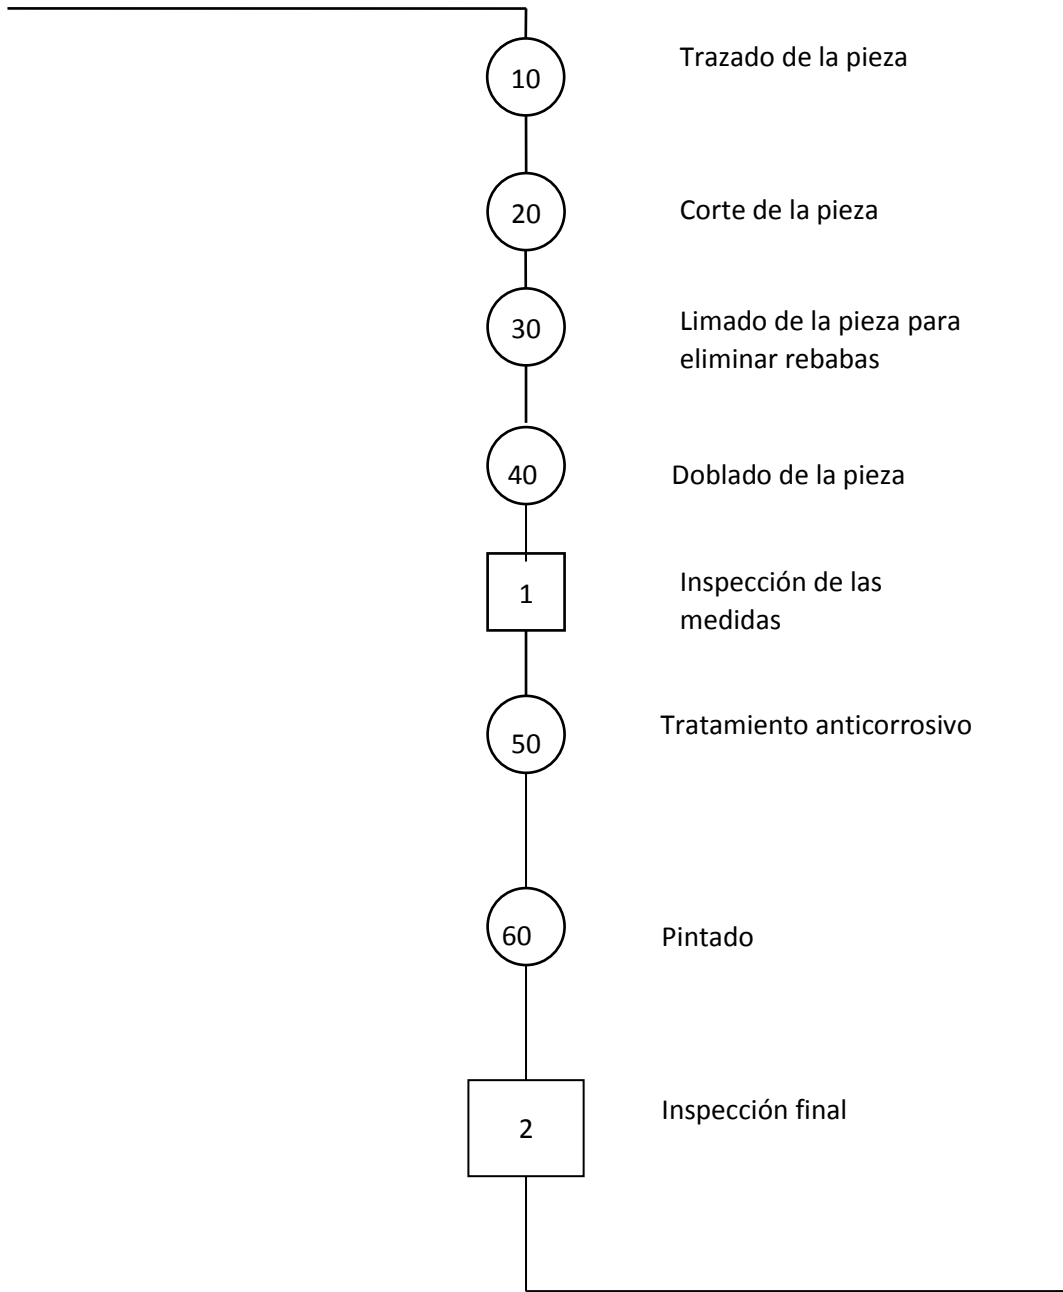 10
Trazado de la pieza
20
Corte de la pieza
30
Limado de la pieza para
eliminar rebabas
40
Doblado de la pieza
1
Inspección de las
medidas
50
Tratamiento anticorrosivo
60
Pintado
2
Inspección final